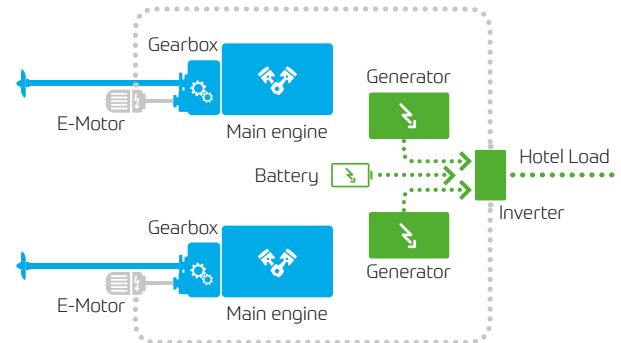 Gearbox
Generator
E-Motor
Main engine
Hotel Load
Battery
Inverter
Gearbox
Generator
E-Motor
Main engine